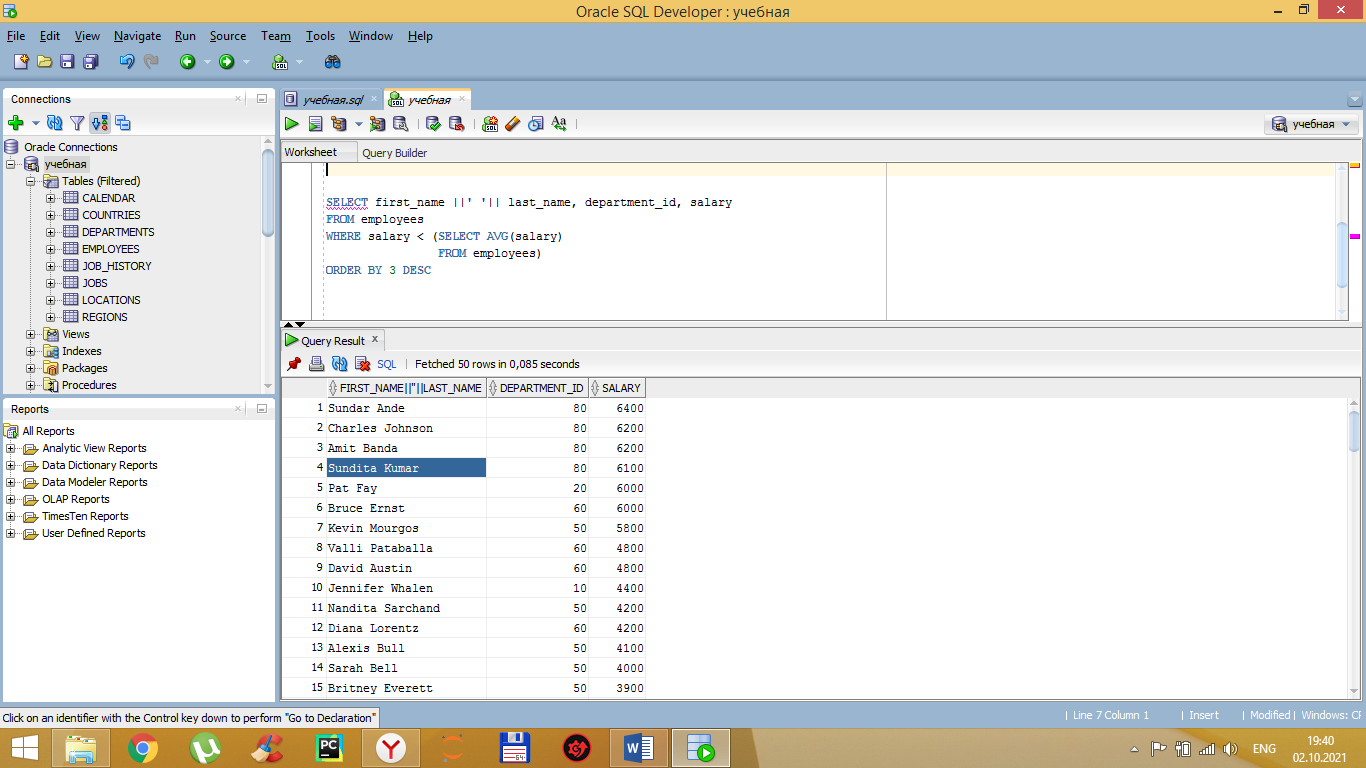 Oracle SQL Developer : учебная
File Edit View Navigate Run Source Team Tools Window Help
Connections
Oracle Connections
учебная
Tables (Filtered)
CALENDAR
COUNTRIES
DEPARTMENTS
EMPLOYEES
JOB_HISTORY
JOBS
LOCATIONS
REGIONS
Views
Indexes
Packages
Procedures
Reports
All Reports
Analytic View Reports
Data Dictionary Reports
Data Modeler Reports
OLAP Reports
TimesTen Reports
User Defined Reports
учебная.sql учебная
учебная
Worksheet Query Builder
SELECT first_name ||' '|| last_name, department_id, salary
FROM employees
WHERE salary < (SELECT AVG(salary)
FROM employees)
ORDER BY 3 DESC
Query Result
SQL | Fetched 50 rows in 0,085 seconds
FIRST_NAME||''||LAST_NAME DEPARTMENT_ID SALARY
1 Sundar Ande 80 6400
2 Charles Johnson 80 6200
3 Amit Banda 80 6200
4 Sundita Kumar 80 6100
5 Pat Fay 20 6000
6 Bruce Ernst 60 6000
7 Kevin Mourgos 50 5800
8 Valli Pataballa 60 4800
9 David Austin 60 4800
10 Jennifer Whalen 10 4400
11 Nandita Sarchand 50 4200
12 Diana Lorentz 60 4200
13 Alexis Bull 50 4100
14 Sarah Bell 50 4000
15 Britney Everett 50 3900
Click on an identifier with the Control key down to perform "Go to Declaration"
| Line 7 Column 1 | Insert | Modified | Windows: CF
ENG
19:40
02.10.2021